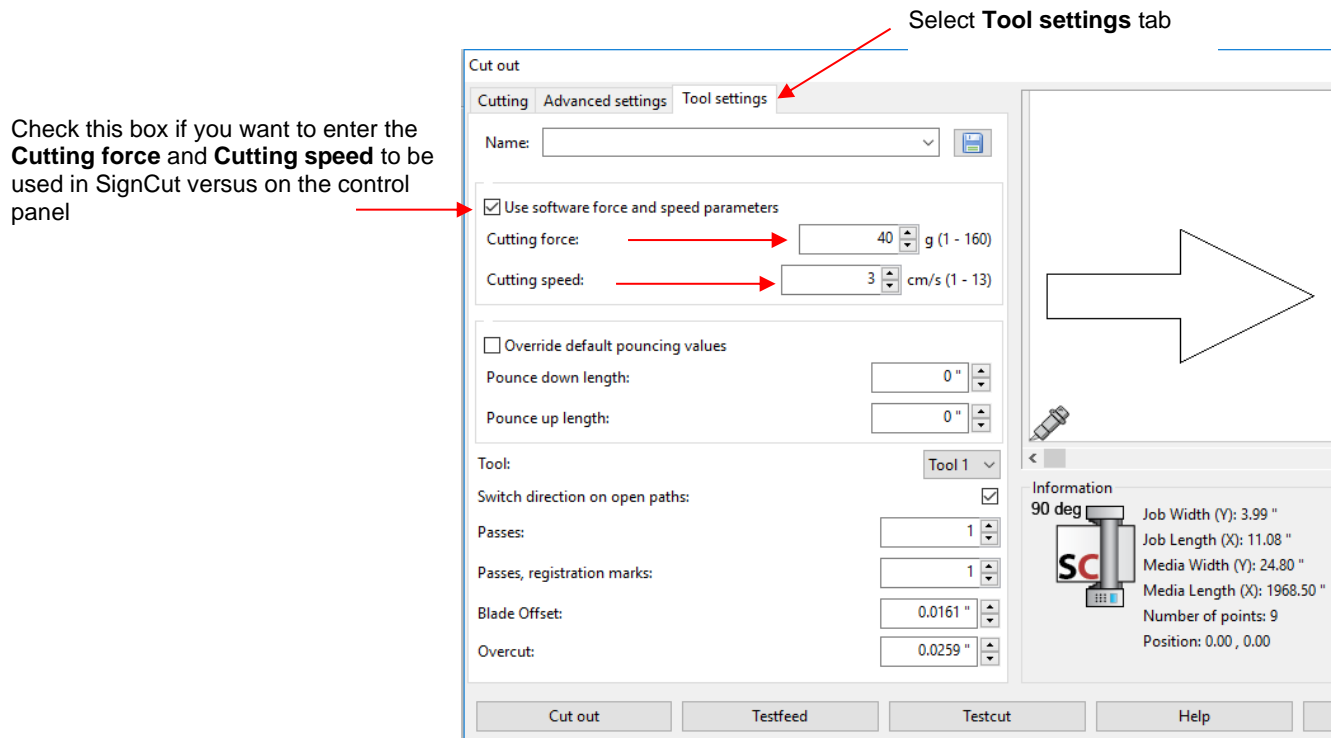 Select Tool settings tab
Check this box if you want to enter the
Cutting force and Cutting speed to be
used in SignCut versus on the control
panel
Cut out
Cutting Advanced settings Tool settings
Name:
Use software force and speed parameters
Cutting force: 40 g (1 - 160)
Cutting speed: 3 cm/s (1 - 13)
Override default pouncing values
Pounce down length: 0 "
Pounce up length: 0 "
Tool: Tool 1
Switch direction on open paths:
Passes: 1
Passes, registration marks: 1
Blade Offset: 0.0161 "
Overcut: 0.0259 "
Information
90 deg
SC
Job Width (Y): 3.99 "
Job Length (X): 11.08 "
Media Width (Y): 24.80 "
Media Length (X): 1968.50 "
Number of points: 9
Position: 0.00 , 0.00
Cut out Testfeed Testcut Help